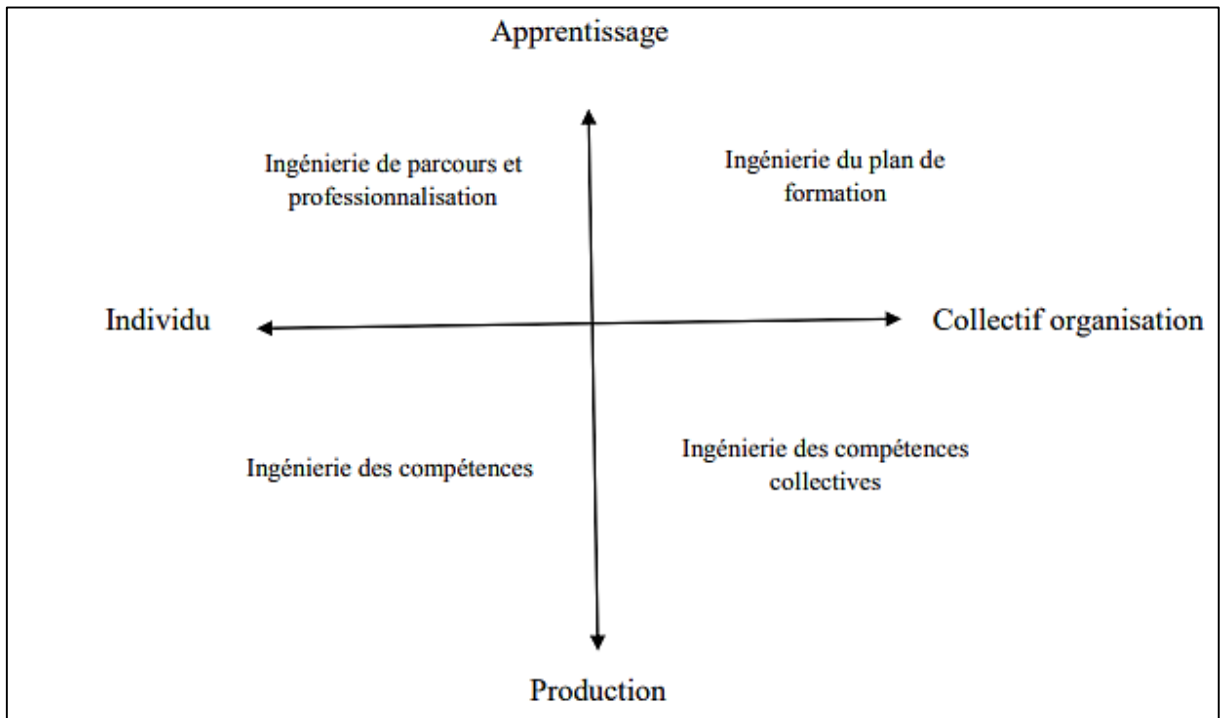 Apprentissage
Ingénierie de parcours et
professionnalisation
Ingénierie du plan de
formation
Individu
Collectif organisation
Ingénierie des compétences
Ingénierie des compétences
collectives
Production